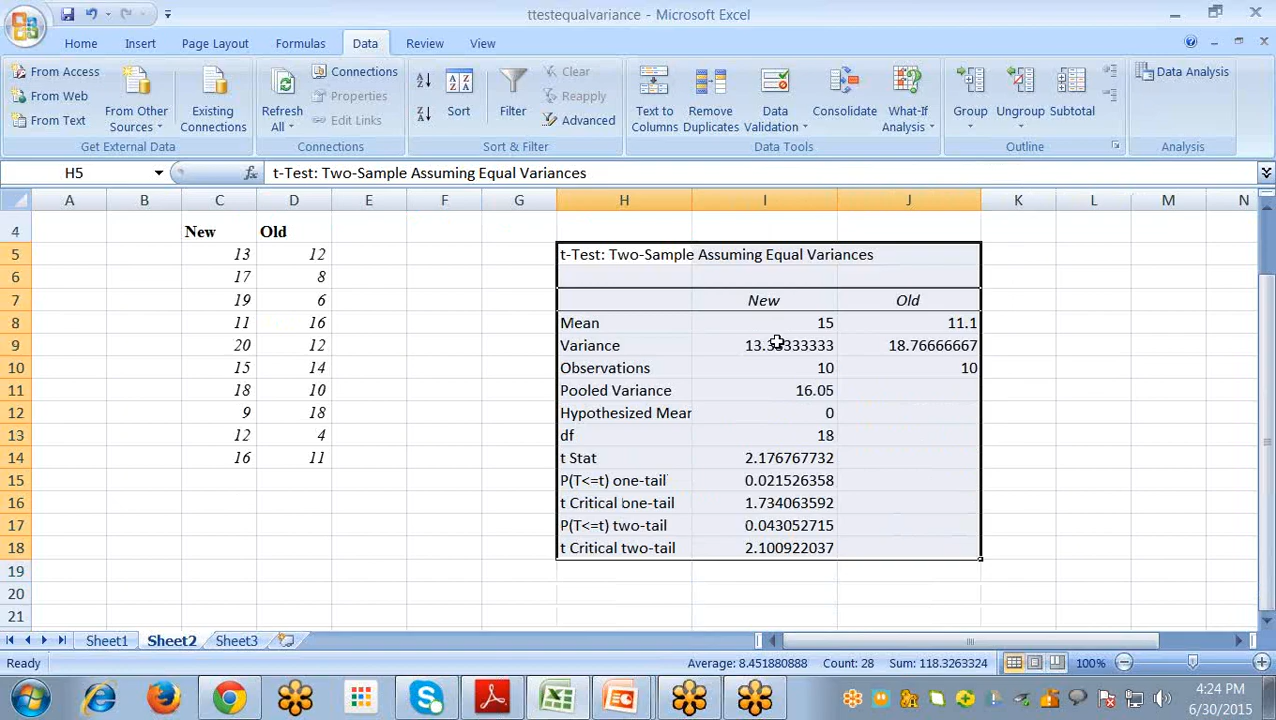 ttestequalvariance - Microsoft Excel
Home Insert Page Layout Formulas Data Review View
From Access
From Web
From Text
From Other Sources
Existing Connections
Get External Data
Refresh All
Connections
Properties
Edit Links
Connections
Sort
Filter
Clear
Reapply
Advanced
Sort & Filter
Text to Columns
Remove Duplicates
Data Validation
Consolidate
What-If Analysis
Data Tools
Group
Ungroup
Subtotal
Outline
Data Analysis
Analysis
H5 fx t-Test: Two-Sample Assuming Equal Variances
A B C D E F G H I J K L M N
4 New Old
5 13 12 t-Test: Two-Sample Assuming Equal Variances
6 17 8
7 19 6 New Old
8 11 16 Mean 15 11.1
9 20 12 Variance 13.33333333 18.76666667
10 15 14 Observations 10 10
11 18 10 Pooled Variance 16.05
12 9 18 Hypothesized Mear 0
13 12 4 df 18
14 16 11 t Stat 2.176767732
15 P(T<=t) one-tail 0.021526358
16 t Critical one-tail 1.734063592
17 P(T<=t) two-tail 0.043052715
18 t Critical two-tail 2.100922037
19
20
21
Sheet1 Sheet2 Sheet3
Ready Average: 8.451880888 Count: 28 Sum: 118.3263324 100%
4:24 PM
6/30/2015